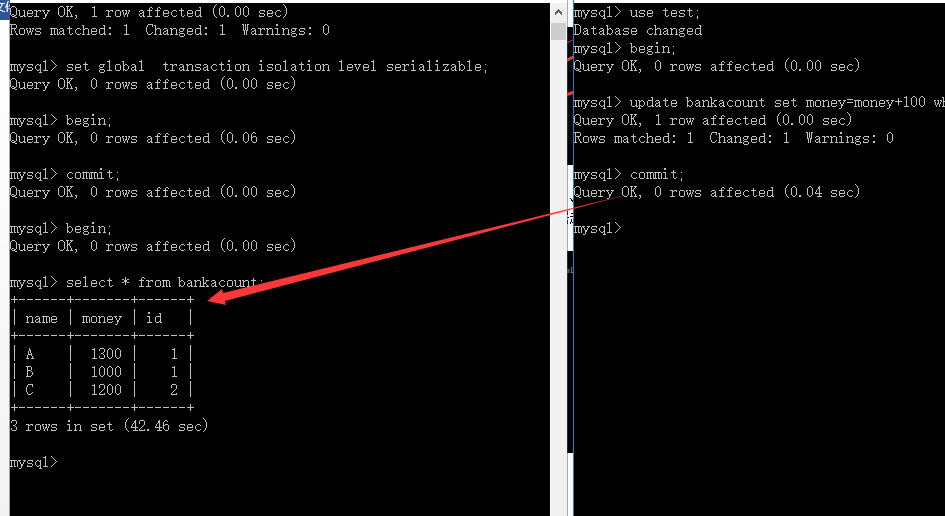 Query OK, 1 row affected (0.00 sec)
Rows matched: 1  Changed: 1  Warnings: 0
mysql> set global  transaction isolation level serializable;
Query OK, 0 rows affected (0.00 sec)
mysql> begin;
Query OK, 0 rows affected (0.06 sec)
mysql> commit;
Query OK, 0 rows affected (0.00 sec)
mysql> begin;
Query OK, 0 rows affected (0.00 sec)
mysql> select * from bankacount;
+------+-------+------+
| name | money | id   |
+------+-------+------+
| A    |  1300 |    1 |
| B    |  1000 |    1 |
| C    |  1200 |    2 |
+------+-------+------+
3 rows in set (42.46 sec)
mysql>
mysql> use test;
Database changed
mysql> begin;
Query OK, 0 rows affected (0.00 sec)
mysql> update bankacount set money=money+100
Query OK, 1 row affected (0.00 sec)
Rows matched: 1  Changed: 1  Warnings: 0
mysql> commit;
Query OK, 0 rows affected (0.04 sec)
mysql>